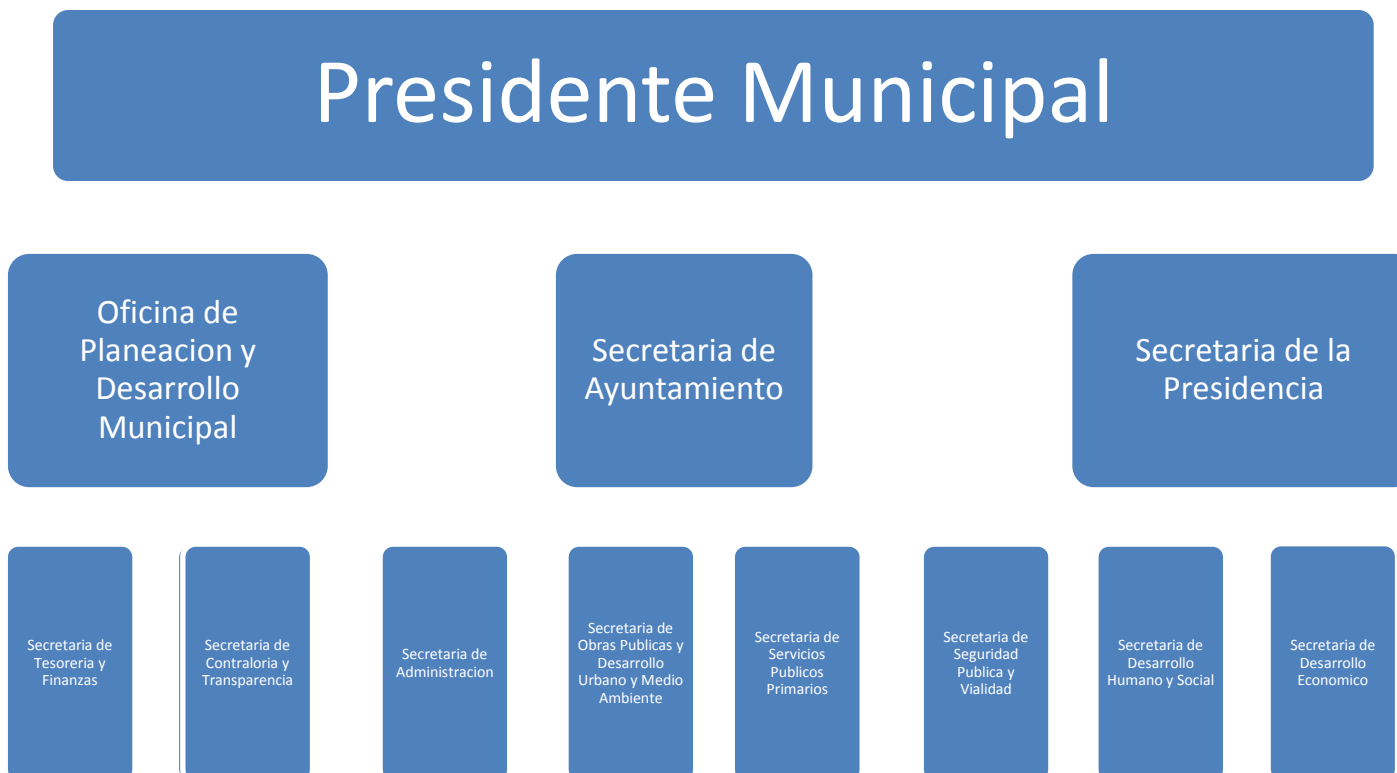 Presidente Municipal
Oficina de
Planeacion y
Desarrollo
Municipal
Secretaria de
Ayuntamiento
Secretaria de la
Presidencia
Secretaria de
Tesoreria y
Finanzas
Secretaria de
Contraloria y
Transparencia
Secretaria de
Administracion
Secretaria de
Obras Publicas y
Desarrollo
Urbano y Medio
Ambiente
Secretaria de
Servicios
Publicos
Primarios
Secretaria de
Seguridad
Publica y
Vialidad
Secretaria de
Desarrollo
Humano y Social
Secretaria de
Desarrollo
Economico